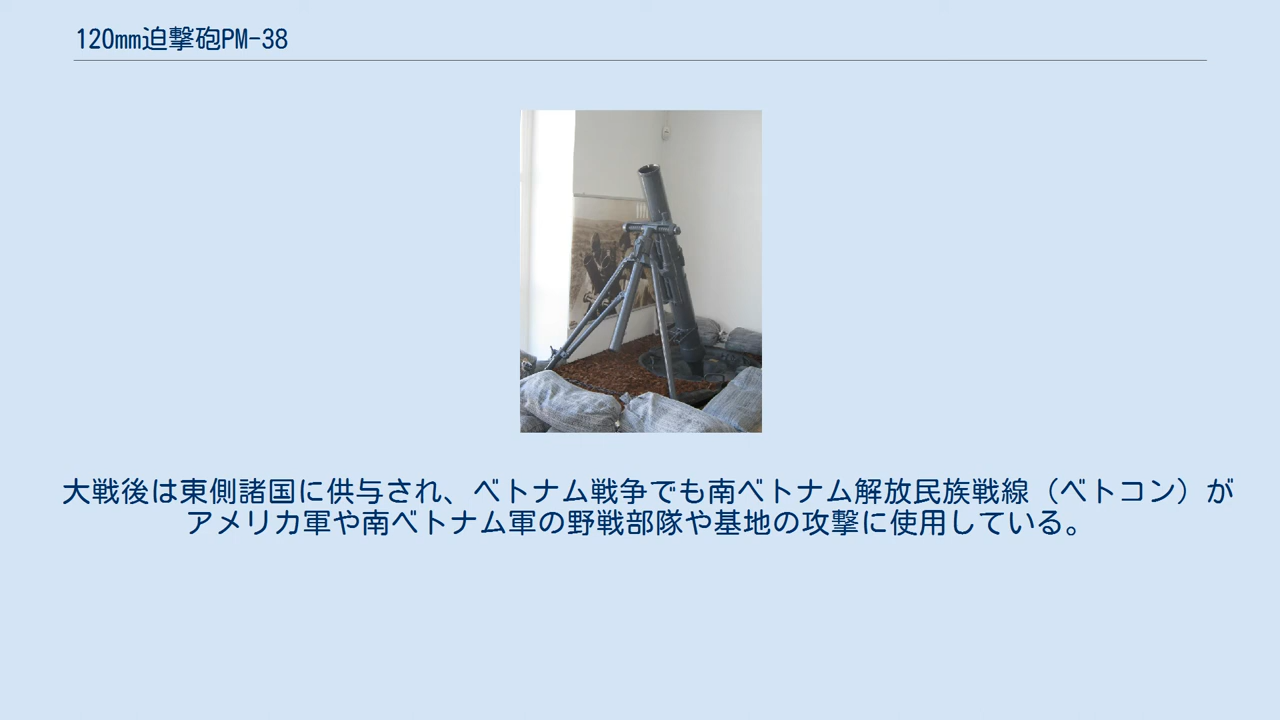 120mm迫撃砲PM-38
大戦後は東側諸国に供与され、ベトナム戦争でも南ベトナム解放民族戦線（ベトコン）が
アメリカ軍や南ベトナム軍の野戦部隊や基地の攻撃に使用している。